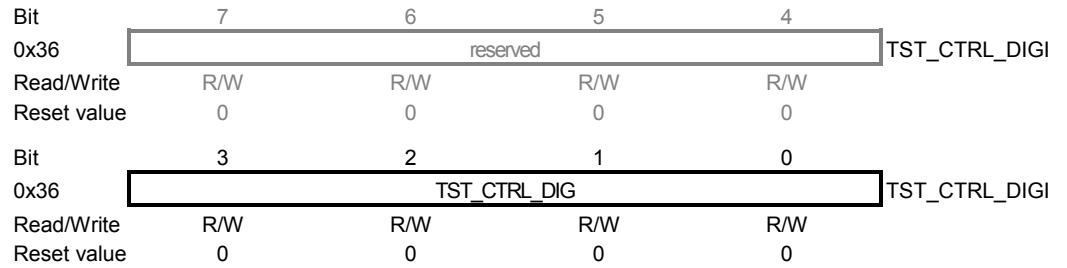 Bit 7 6 5 4
0x36 reserved TST_CTRL_DIGI
Read/Write R/W R/W R/W R/W
Reset value 0 0 0 0
Bit 3 2 1 0
0x36 TST_CTRL_DIG TST_CTRL_DIGI
Read/Write R/W R/W R/W R/W
Reset value 0 0 0 0